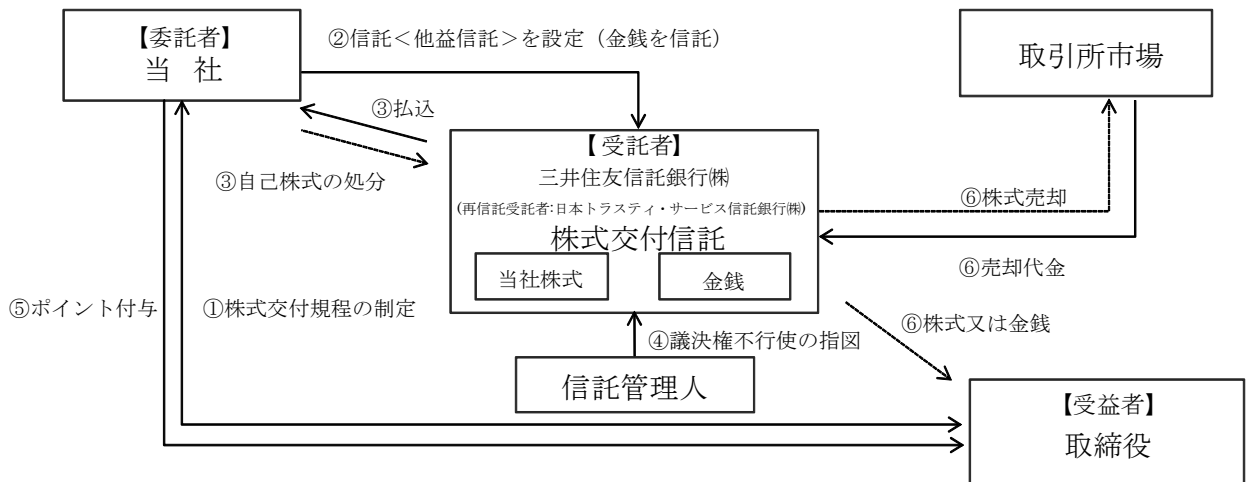 【委託者】
当 社
②信託＜他益信託＞を設定（金銭を信託）
取引所市場
③払込
③自己株式の処分
【受託者】
三井住友信託銀行㈱
(再信託受託者:日本トラスティ・サービス信託銀行㈱)
株式交付信託
当社株式
金銭
⑥株式売却
⑥売却代金
⑤ポイント付与
①株式交付規程の制定
⑥株式又は金銭
④議決権不行使の指図
信託管理人
【受益者】
取締役